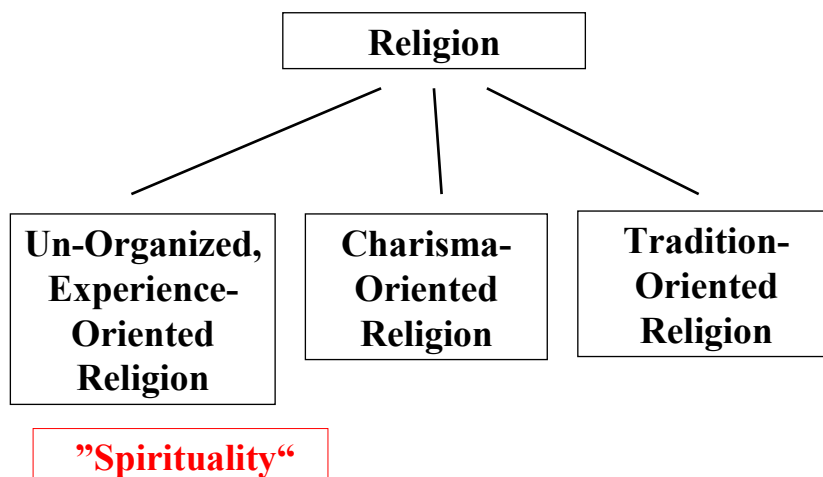 Religion
Un-Organized,
Experience-
Oriented
Religion
Charisma-
Oriented
Religion
Tradition-
Oriented
Religion
”Spirituality“